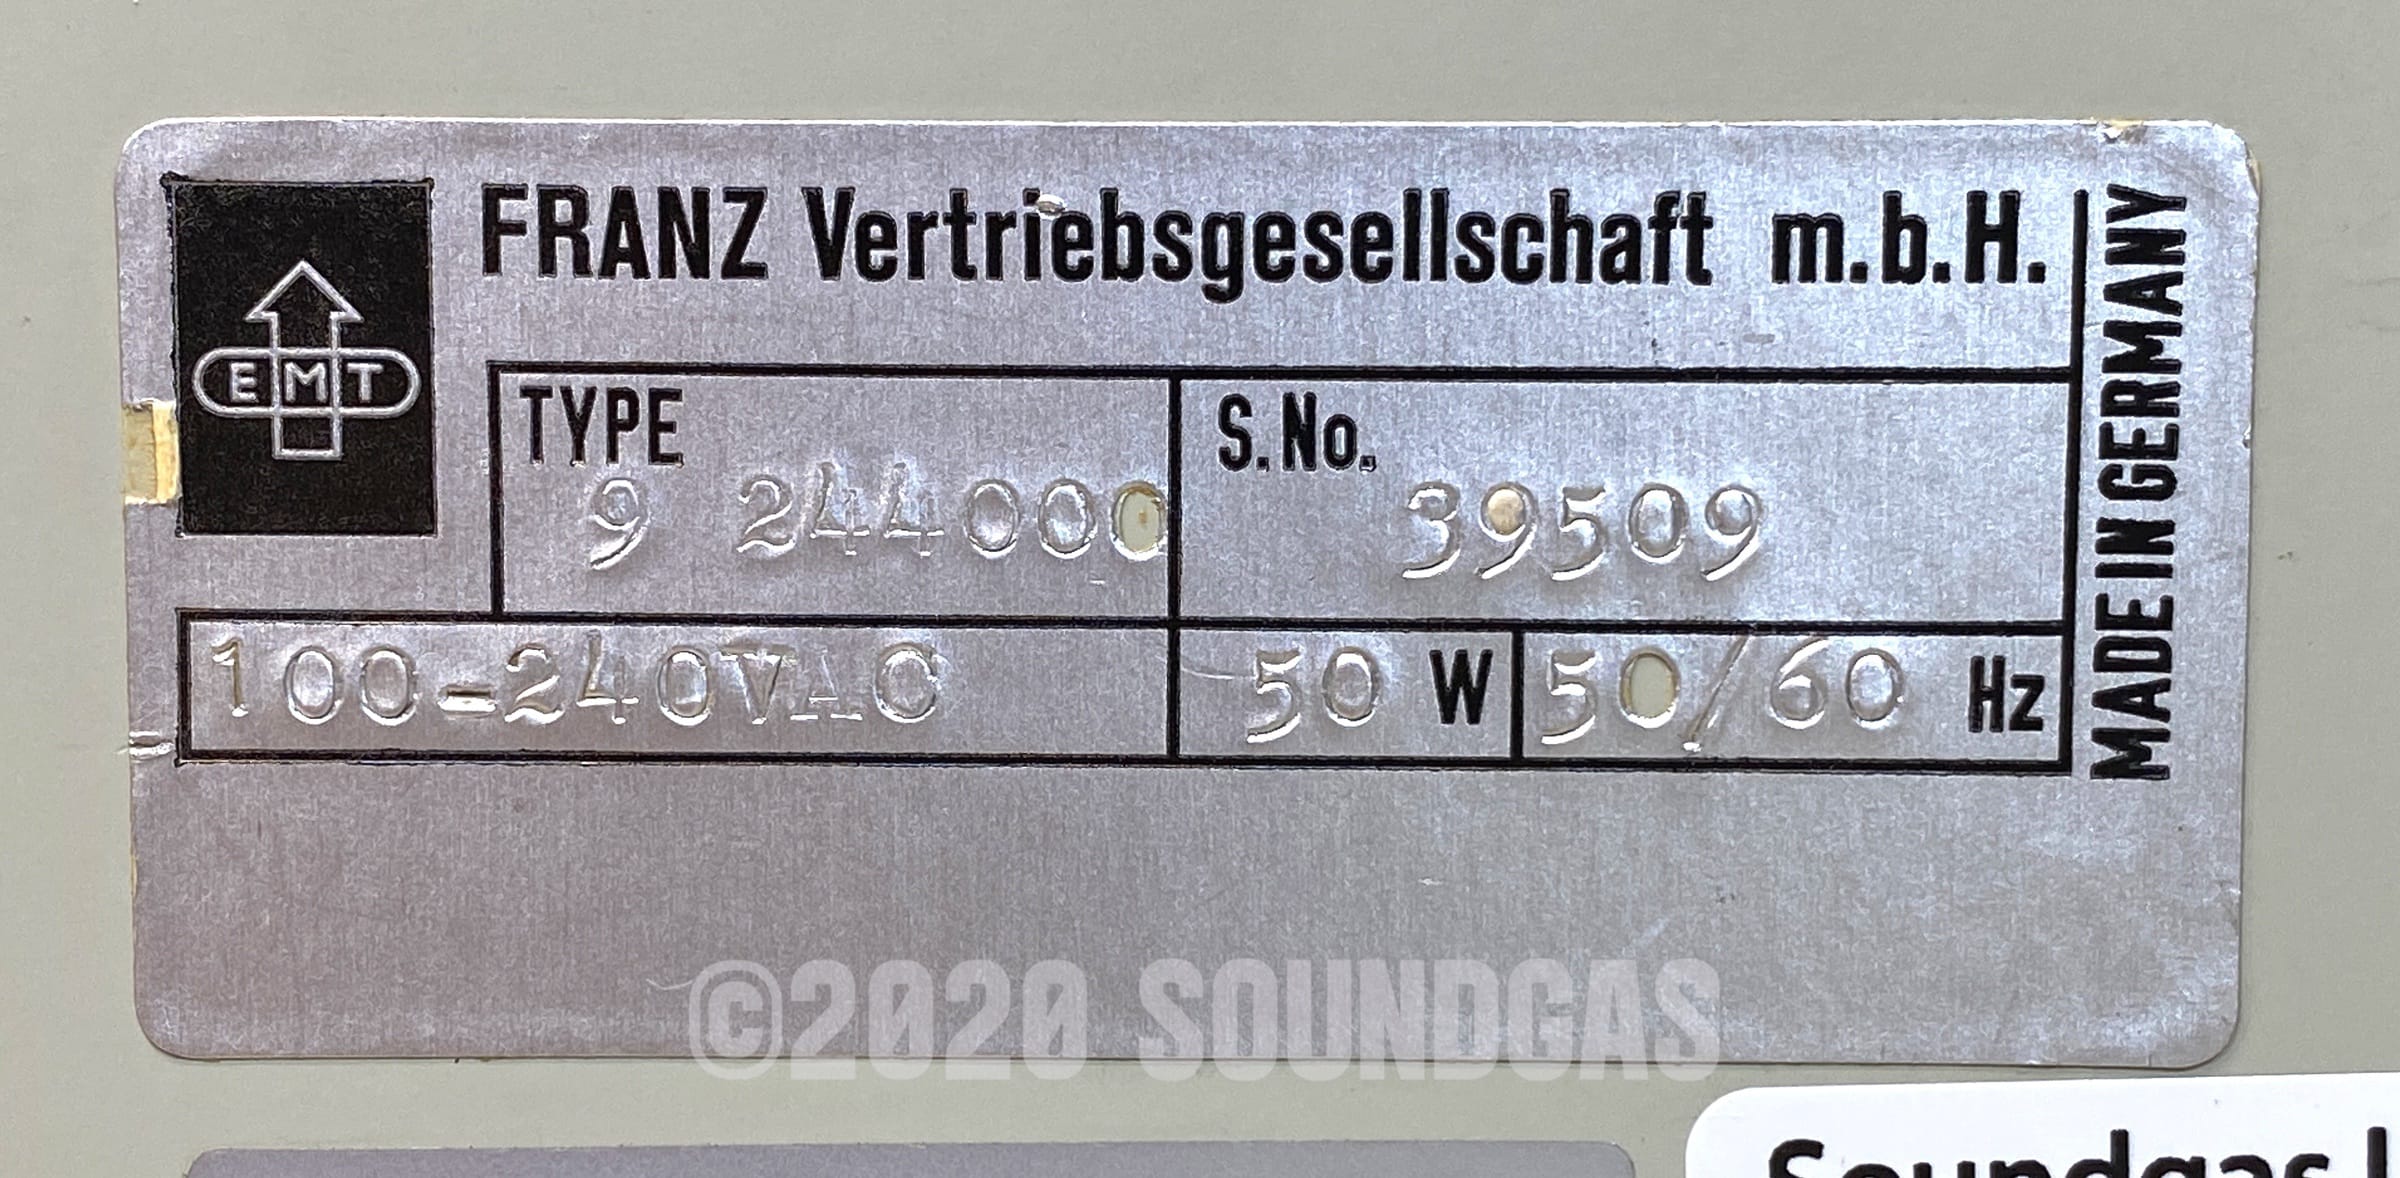 FRANZ Vertriebsgesellschaft m.b.H.
EMT
TYPE
9 244000
S.No.
39509
100-240VAC
50 W
50/60 Hz
MADE IN GERMANY
©2020 SOUNDGAS
Soundgas